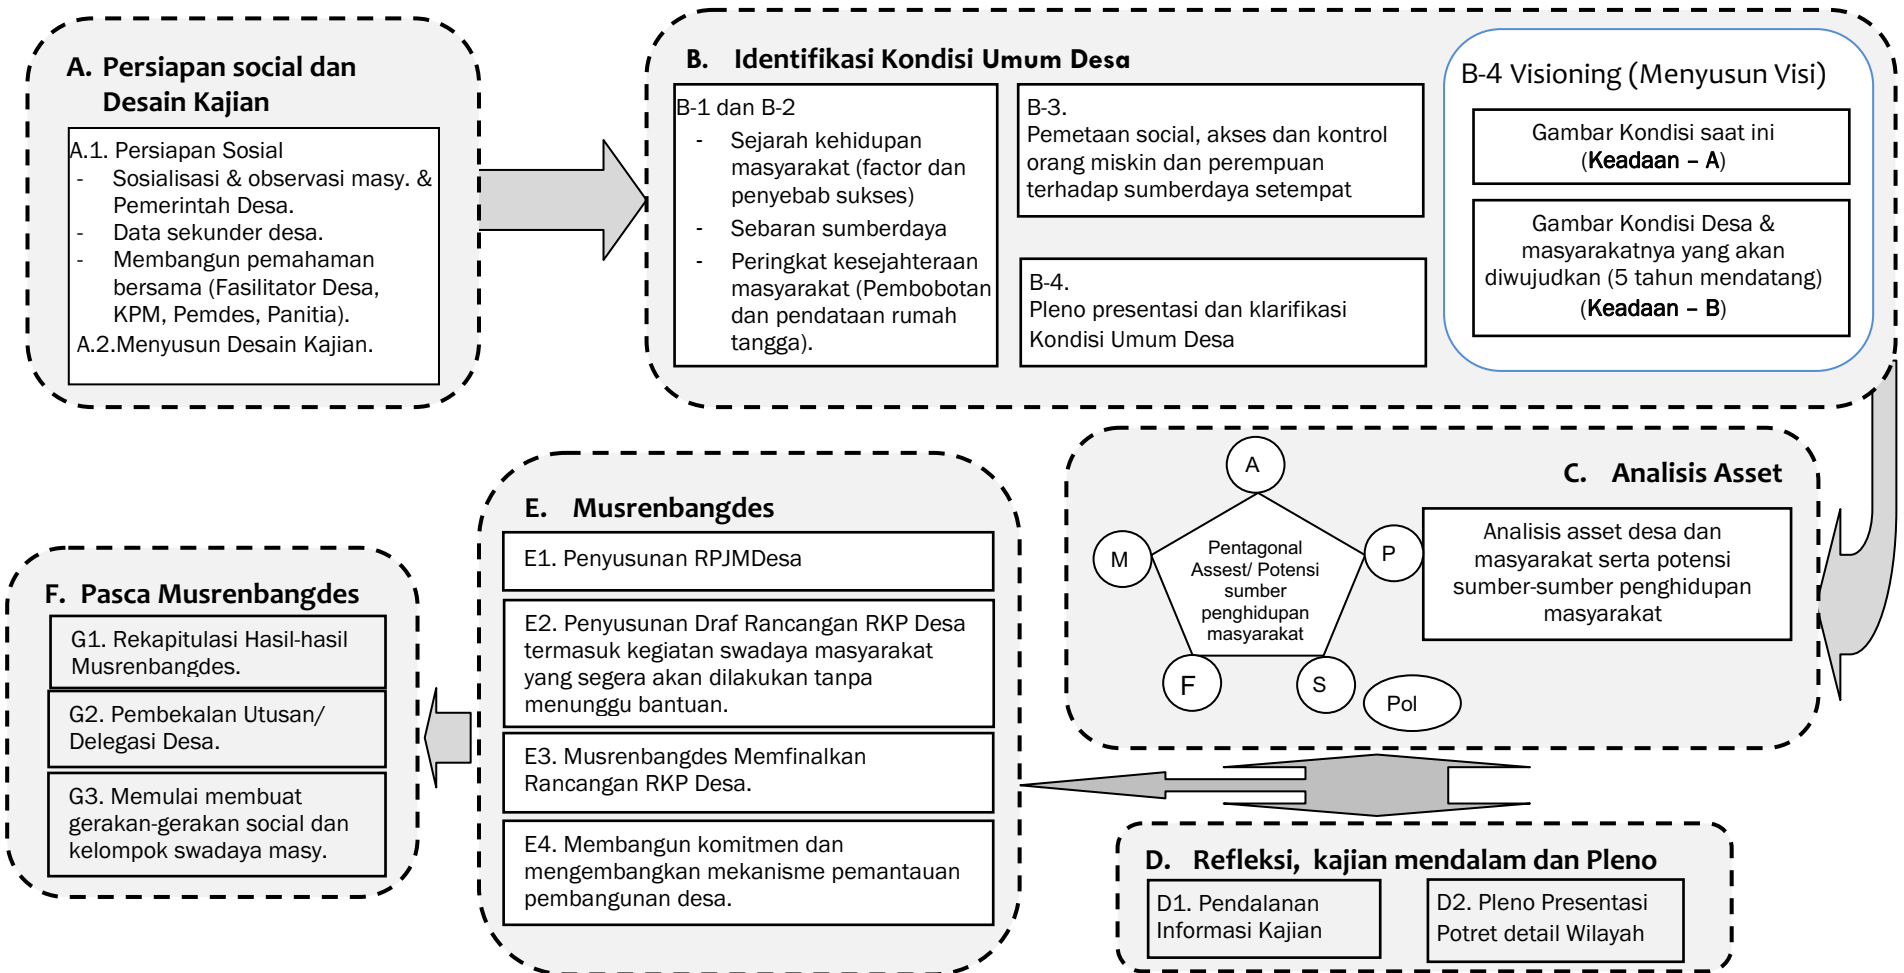 A. Persiapan social dan
Desain Kajian
A.1. Persiapan Sosial
- Sosialisasi & observasi masy. &
Pemerintah Desa.
- Data sekunder desa.
- Membangun pemahaman
bersama (Fasilitator Desa,
KPM, Pemdes, Panitia).
A.2.Menyusun Desain Kajian.
B. Identifikasi Kondisi Umum Desa
B-1 dan B-2
- Sejarah kehidupan
masyarakat (factor dan
penyebab sukses)
- Sebaran sumberdaya
- Peringkat kesejahteraan
masyarakat (Pembobotan
dan pendataan rumah
tangga).
B-3.
Pemetaan social, akses dan kontrol
orang miskin dan perempuan
terhadap sumberdaya setempat
B-4.
Pleno presentasi dan klarifikasi
Kondisi Umum Desa
B-4 Visioning (Menyusun Visi)
Gambar Kondisi saat ini
(Keadaan – A)
Gambar Kondisi Desa &
masyarakatnya yang akan
diwujudkan (5 tahun mendatang)
(Keadaan – B)
C. Analisis Asset
A
M
P
F
S
Pol
Pentagonal
Assest/ Potensi
sumber
penghidupan
masyarakat
Analisis asset desa dan
masyarakat serta potensi
sumber-sumber penghidupan
masyarakat
D. Refleksi, kajian mendalam dan Pleno
D1. Pendalanan
Informasi Kajian
D2. Pleno Presentasi
Potret detail Wilayah
E. Musrenbangdes
E1. Penyusunan RPJMDesa
E2. Penyusunan Draf Rancangan RKP Desa
termasuk kegiatan swadaya masyarakat
yang segera akan dilakukan tanpa
menunggu bantuan.
E3. Musrenbangdes Memfinalkan
Rancangan RKP Desa.
E4. Membangun komitmen dan
mengembangkan mekanisme pemantauan
pembangunan desa.
F. Pasca Musrenbangdes
G1. Rekapitulasi Hasil-hasil
Musrenbangdes.
G2. Pembekalan Utusan/
Delegasi Desa.
G3. Memulai membuat
gerakan-gerakan social dan
kelompok swadaya masy.